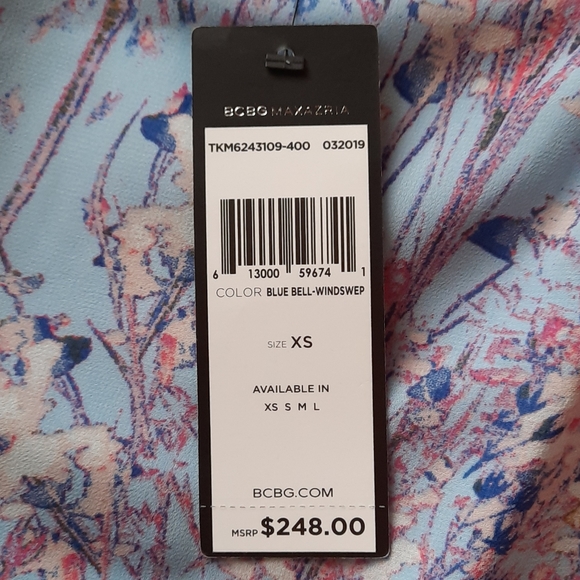 BCBGMAXAZRIA
TKM6243109-400 032019
6 13000 59674 1
COLOR BLUE BELL-WINDSWEP
SIZE XS
AVAILABLE IN
XS S M L
BCBG.COM
MSRP $248.00